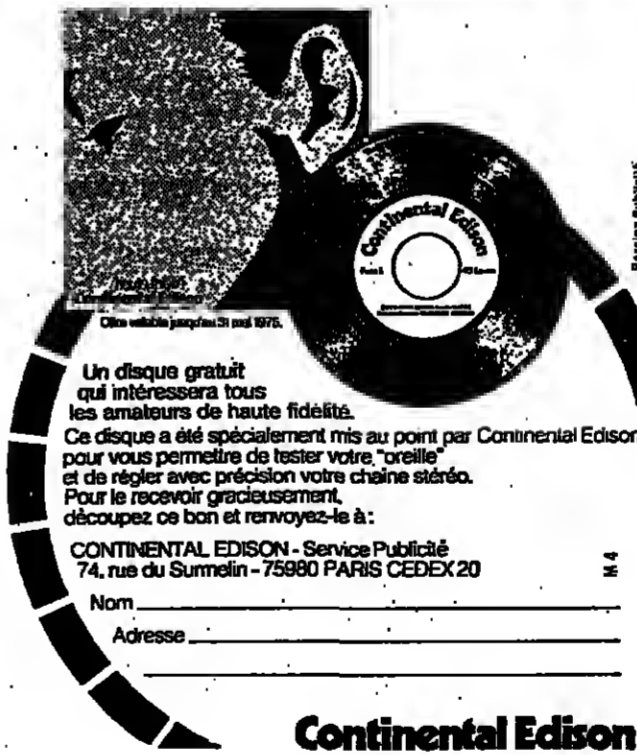 Continental Edison
Offre valable jusqu'au 31 mai 1975.
Continental Edison
Un disque gratuit
qui intéressera tous
les amateurs de haute fidélité.
Ce disque a été spécialement mis au point par Continental Edison
pour vous permettre de tester votre "oreille"
et de régler avec précision votre chaine stéréo.
Pour le recevoir gracieusement,
découpez ce bon et renvoyez-le à:
CONTINENTAL EDISON - Service Publicité
74, rue du Surmelin - 75980 PARIS CEDEX 20
M 4
Nom
Adresse
Continental Edison